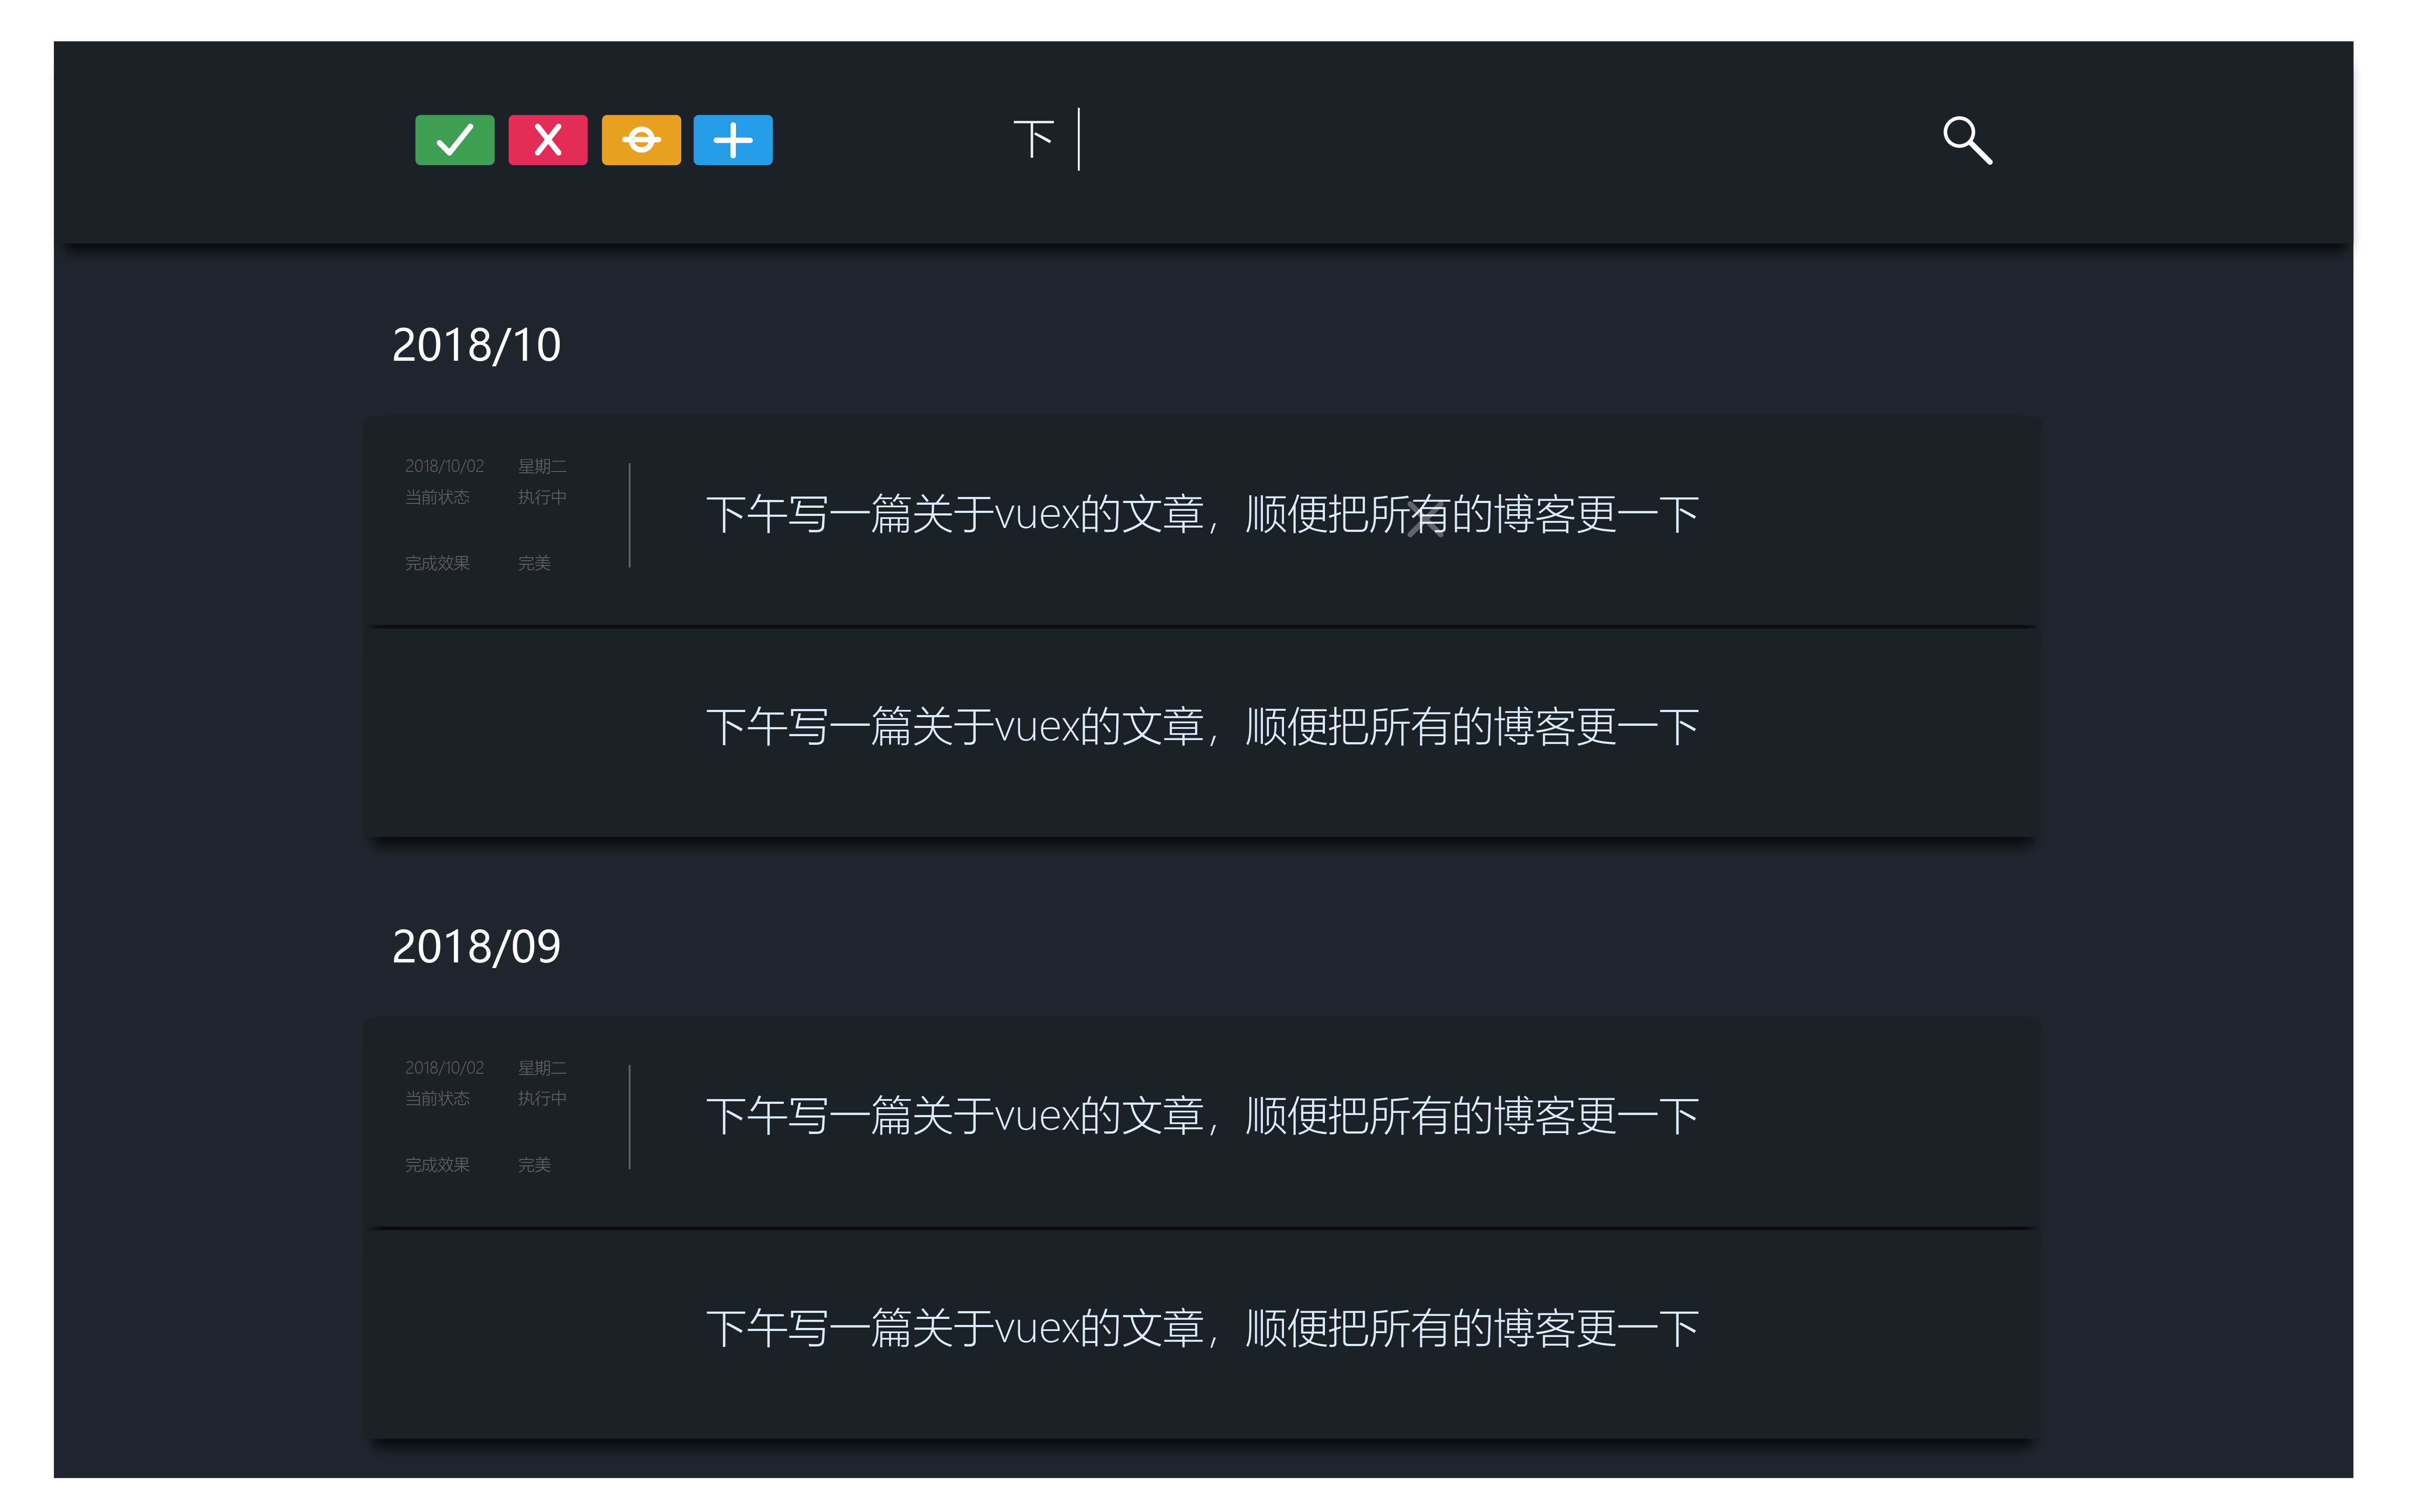 下
2018/10
2018/10/02 星期二
当前状态 执行中
完成效果 完美
下午写一篇关于vuex的文章，顺便把所有的博客更一下
下午写一篇关于vuex的文章，顺便把所有的博客更一下
2018/09
2018/10/02 星期二
当前状态 执行中
完成效果 完美
下午写一篇关于vuex的文章，顺便把所有的博客更一下
下午写一篇关于vuex的文章，顺便把所有的博客更一下